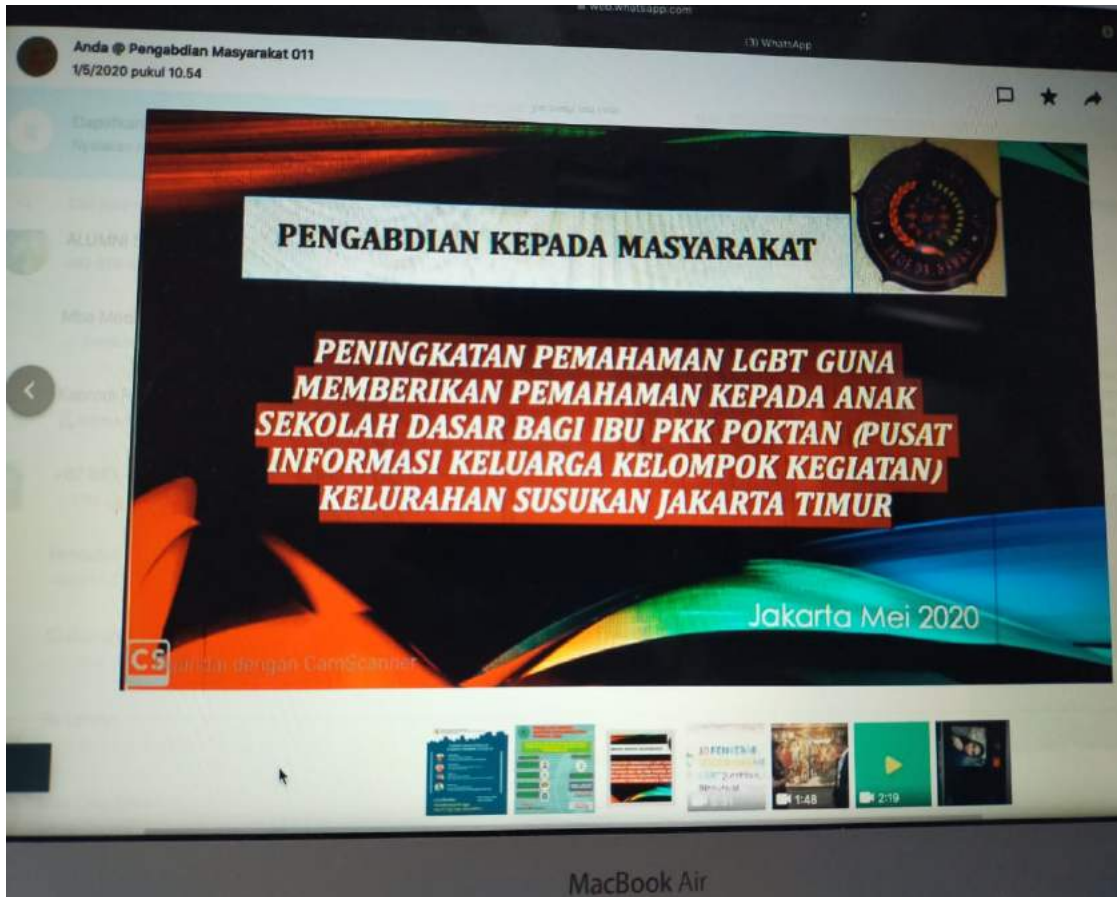 web.whatsapp.com
(3) WhatsApp
Anda @ Pengabdian Masyarakat 011
1/5/2020 pukul 10.54
PENGABDIAN KEPADA MASYARAKAT
PENINGKATAN PEMAHAMAN LGBT GUNA
MEMBERIKAN PEMAHAMAN KEPADA ANAK
SEKOLAH DASAR BAGI IBU PKK POKTAN (PUSAT
INFORMASI KELUARGA KELOMPOK KEGIATAN)
KELURAHAN SUSUKAN JAKARTA TIMUR
Jakarta Mei 2020
CS
dengan CamScanner
ALUMNI
1:48
2:19
MacBook Air